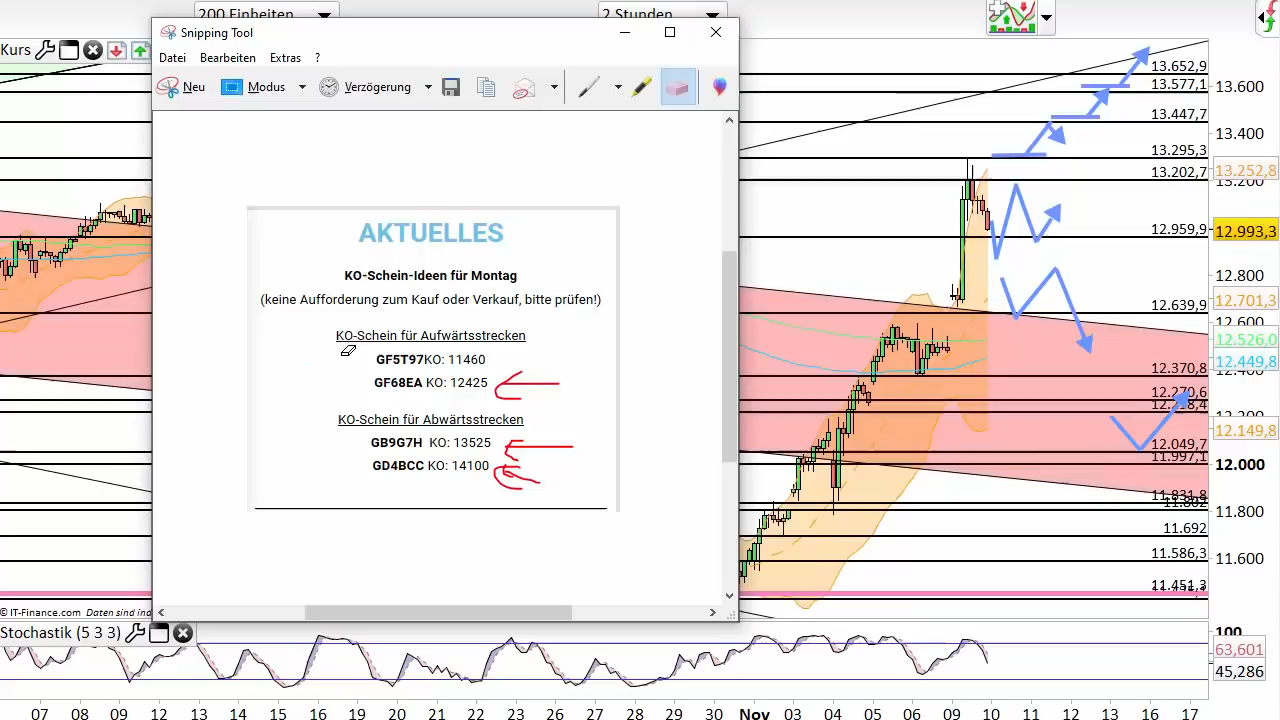 200 Einheiten
2 Stunden
Kurs
Snipping Tool
Datei Bearbeiten Extras ?
Neu Modus Verzögerung
AKTUELLES
KO-Schein-Ideen für Montag
(keine Aufforderung zum Kauf oder Verkauf, bitte prüfen!)
KO-Schein für Aufwärtsstrecken
GF5T97KO: 11460
GF68EA KO: 12425
KO-Schein für Abwärtsstrecken
GB9G7H KO: 13525
GD4BCC KO: 14100
13.652,9
13.577,1
13.447,7
13.295,3
13.202,7
12.959,9
12.639,9
12.370,8
12.270,6
12.049,7
11.997,1
11.831,8
11.802
11.692
11.586,3
11.451,3
13.600
13.400
13.252,8
13.200
12.993,3
12.800
12.701,3
12.600
12.526,0
12.449,8
12.149,8
12.000
11.800
11.600
© IT-Finance.com Daten sind ind
Stochastik (5 3 3)
100
63,601
45,286
07 08 09 12 13 14 15 16 19 20 21 22 23 26 27 28 29 30 Nov 03 05 06 09 10 11 12 13 16 17